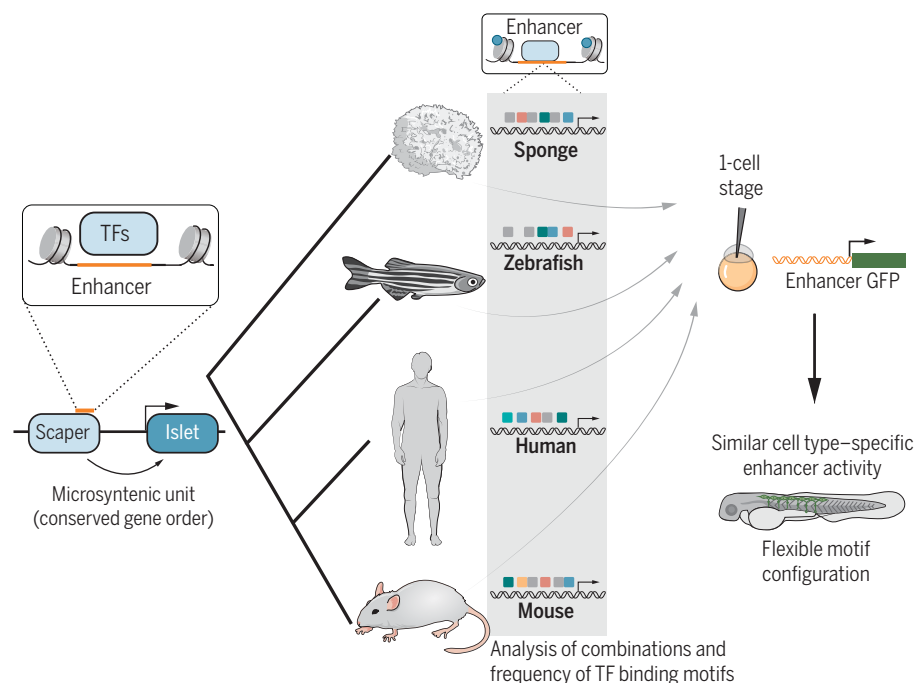 Enhancer
Sponge
1-cell
stage
TFs
Enhancer
Zebrafish
Enhancer GFP
Scaper
Islet
Microsyntenic unit
(conserved gene order)
Human
Similar cell type–specific
enhancer activity
Flexible motif
configuration
Mouse
Analysis of combinations and
frequency of TF binding motifs